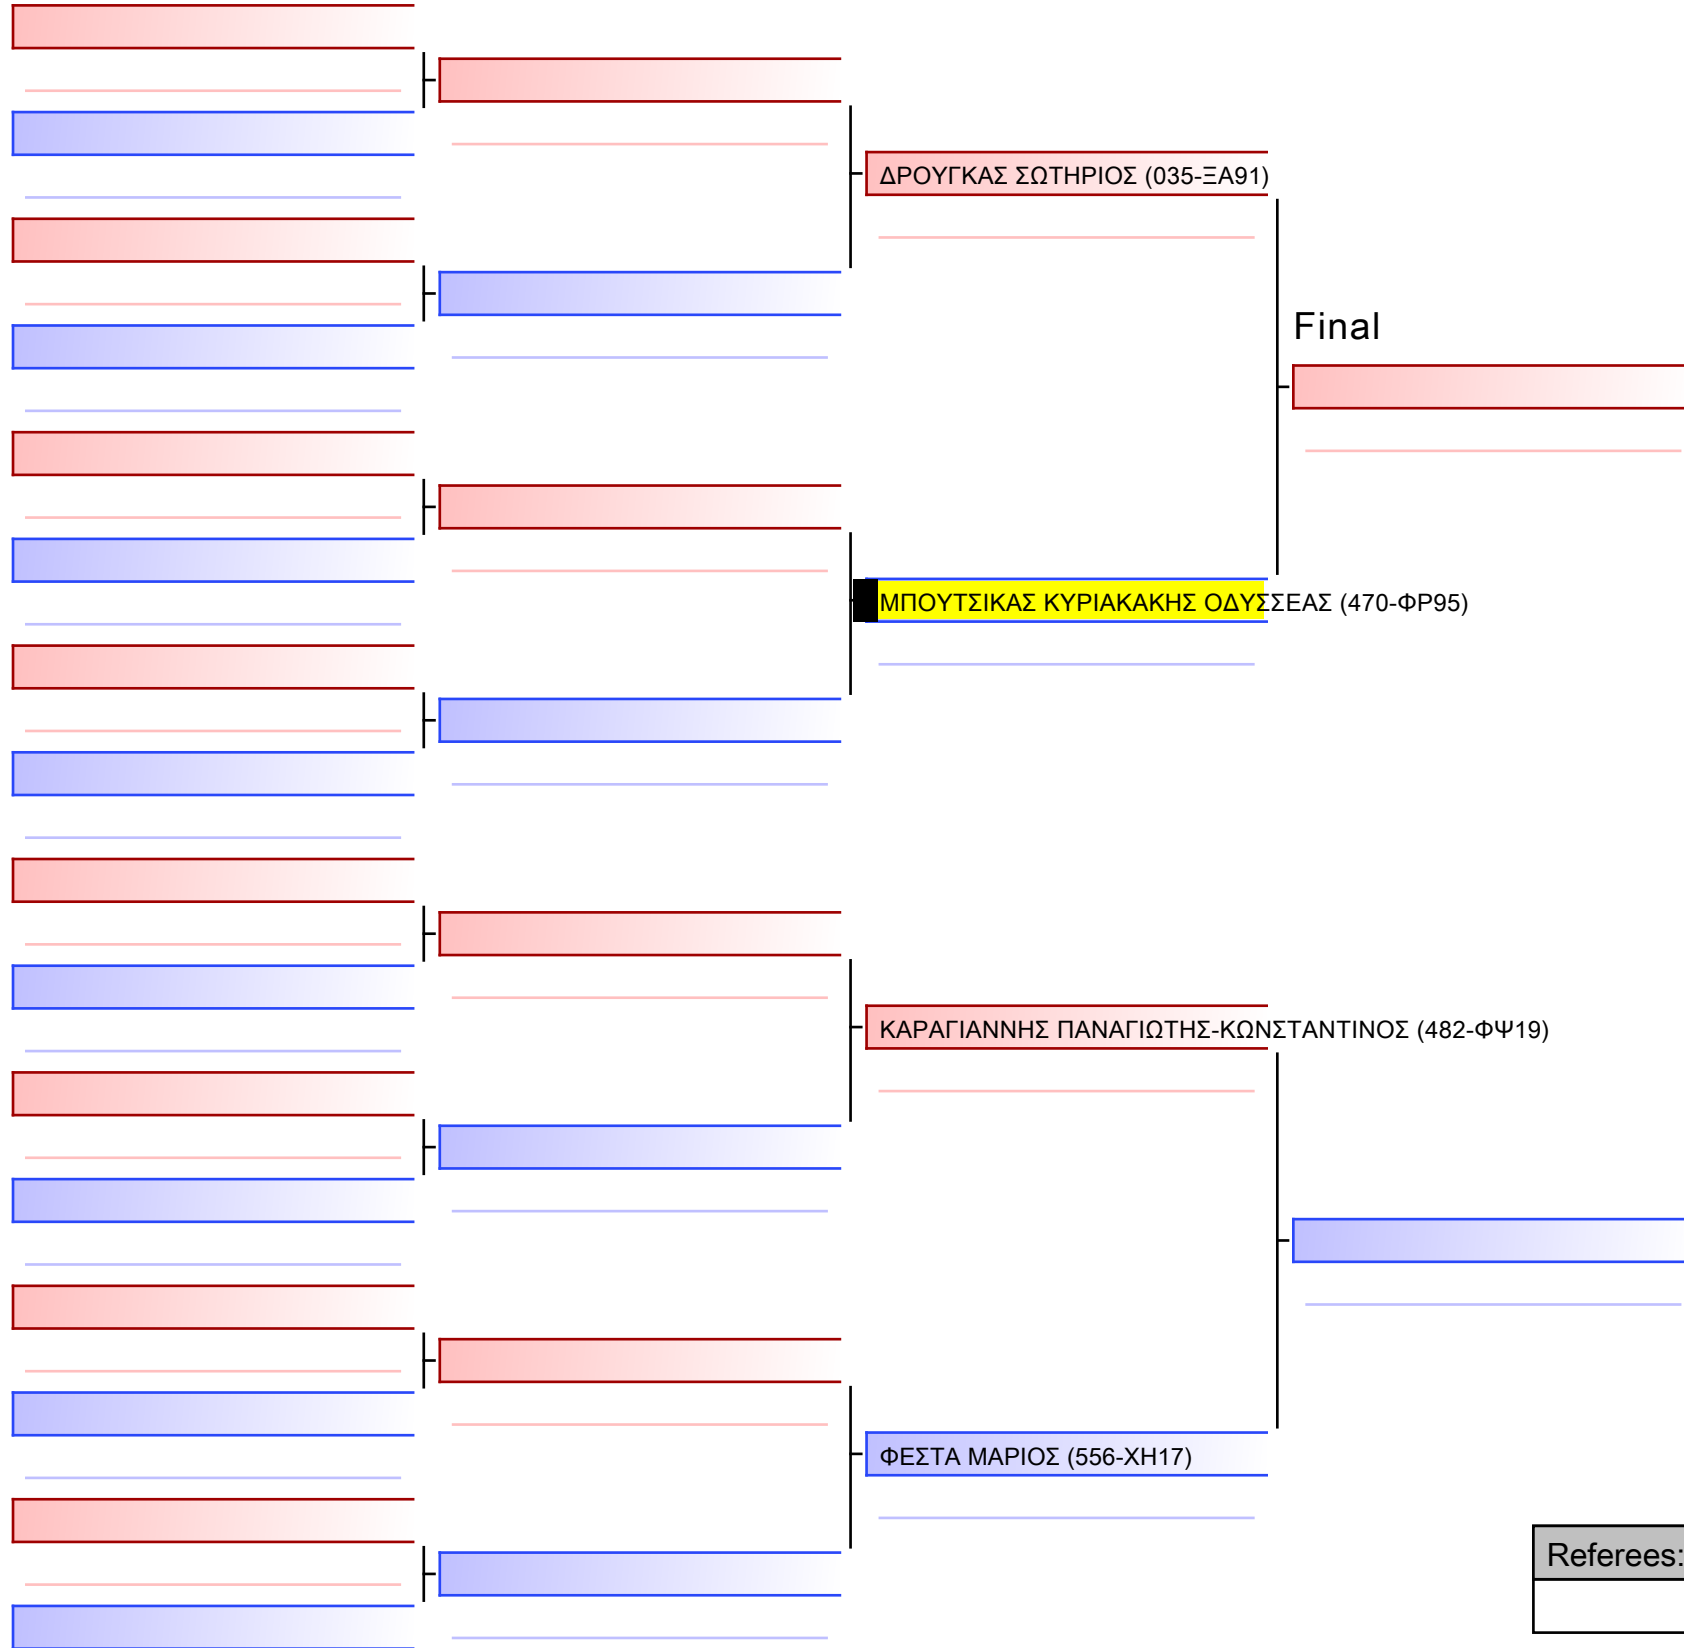 ΔΡΟΥΓΚΑΣ ΣΩΤΗΡΙΟΣ (035-ΞΑ91)
Final
ΜΠΟΥΤΣΙΚΑΣ ΚΥΡΙΑΚΑΚΗΣ ΟΔΥΣΣΕΑΣ (470-ΦΡ95)
ΚΑΡΑΓΙΑΝΝΗΣ ΠΑΝΑΓΙΩΤΗΣ-ΚΩΝΣΤΑΝΤΙΝΟΣ (482-ΦΨ19)
ΦΕΣΤΑ ΜΑΡΙΟΣ (556-ΧΗ17)
Referees: